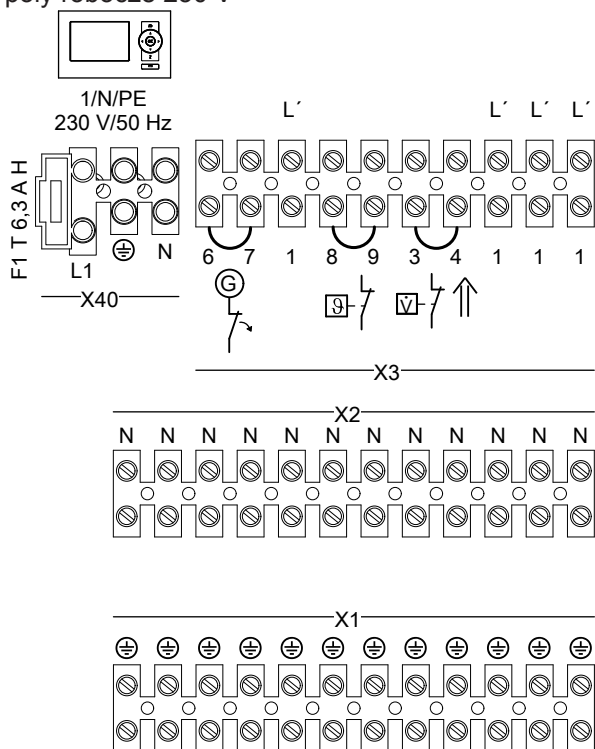 1/N/PE
230 V/50 Hz
L´ L´ L´ L´
F1 T 6,3 A H
L1 N
6 7 1 8 9 3 4 1 1 1
X40
G
ϑ V̇
X3
X2
N N N N N N N N N N N N
X1